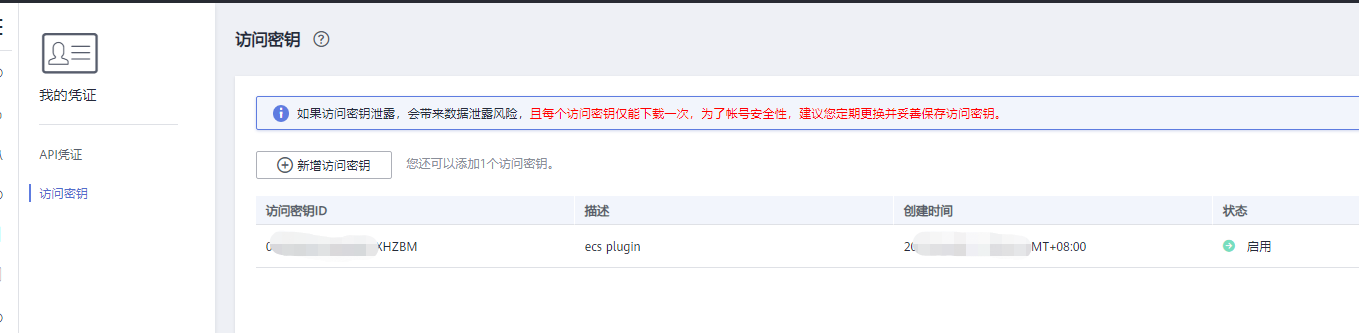 我的凭证
API凭证
访问密钥
访问密钥
如果访问密钥泄露，会带来数据泄露风险，且每个访问密钥仅能下载一次，为了帐号安全性，建议您定期更换并妥善保存访问密钥。
新增访问密钥 您还可以添加1个访问密钥。
访问密钥ID 描述 创建时间 状态
XHZBM ecs plugin 20 MT+08:00 启用